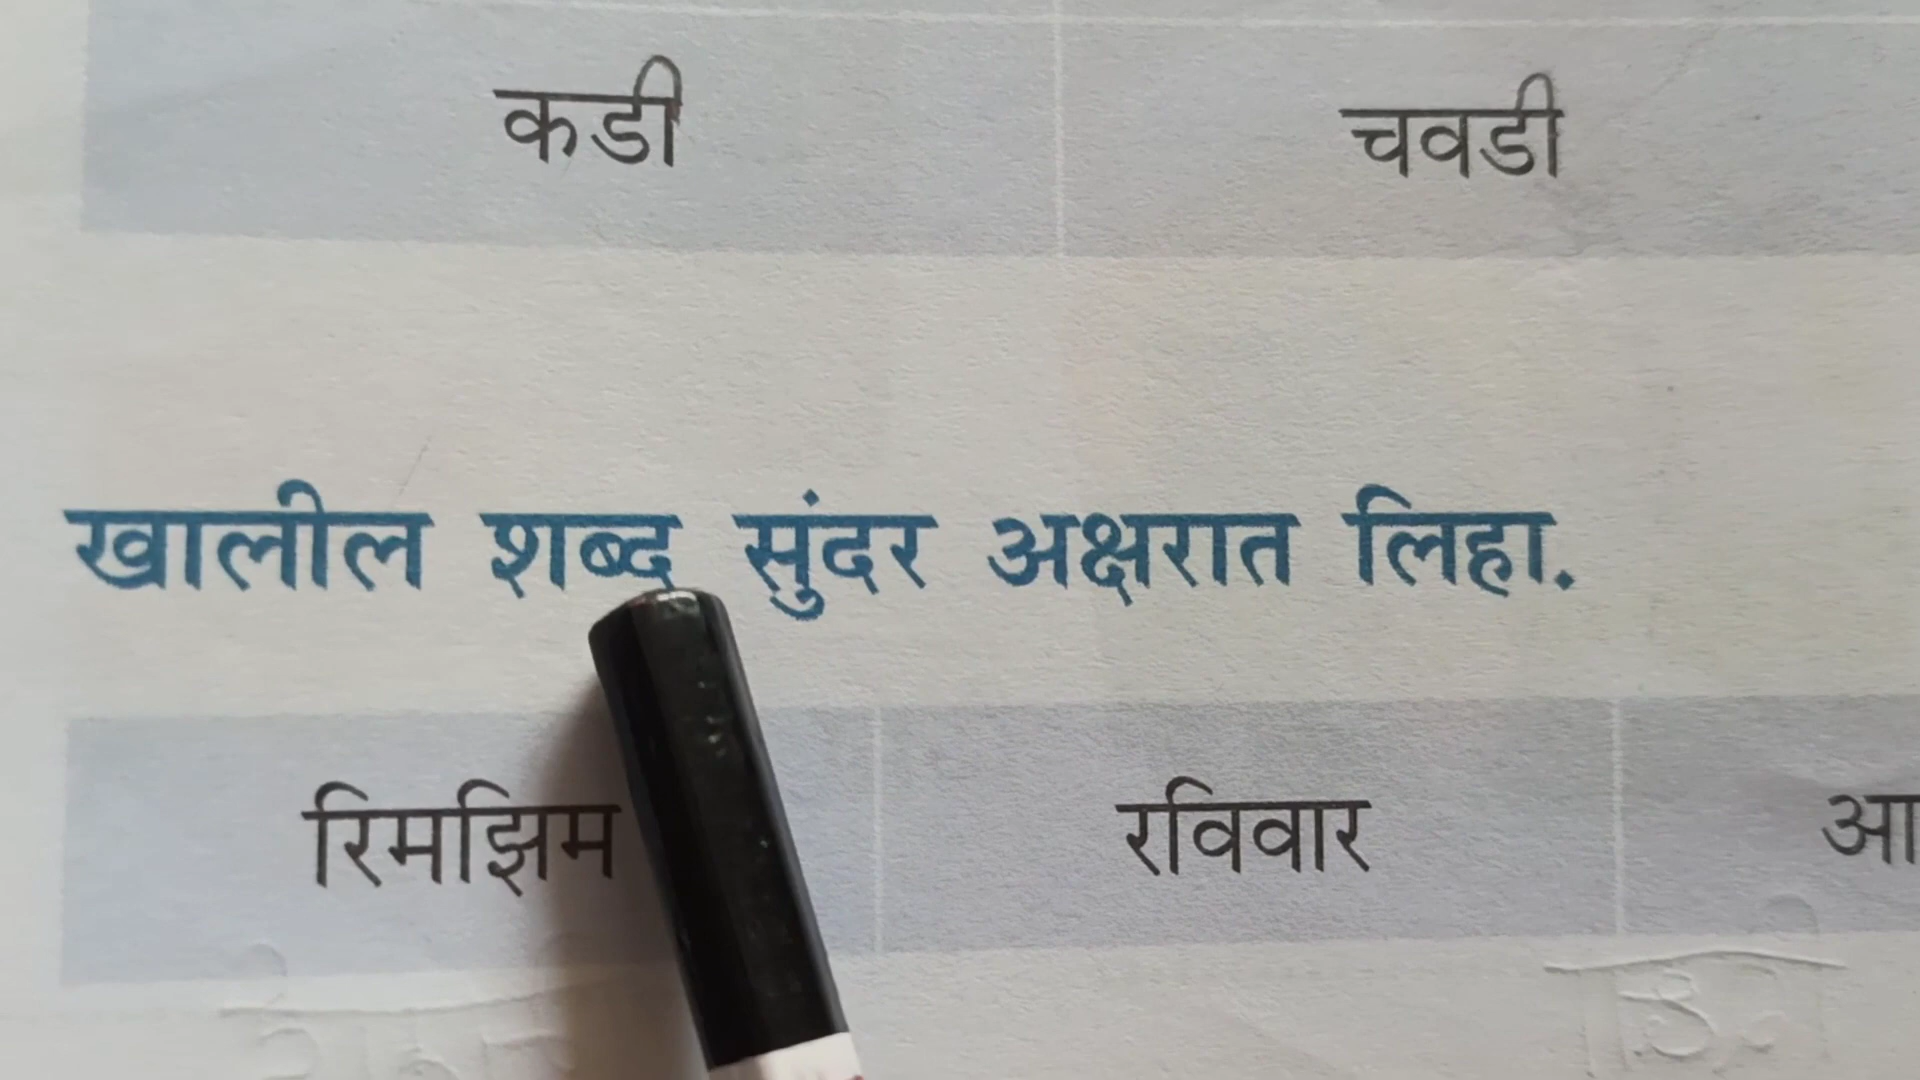 कडी चवडी
खालील शब्द सुंदर अक्षरात लिहा.
रिमझिम रविवार